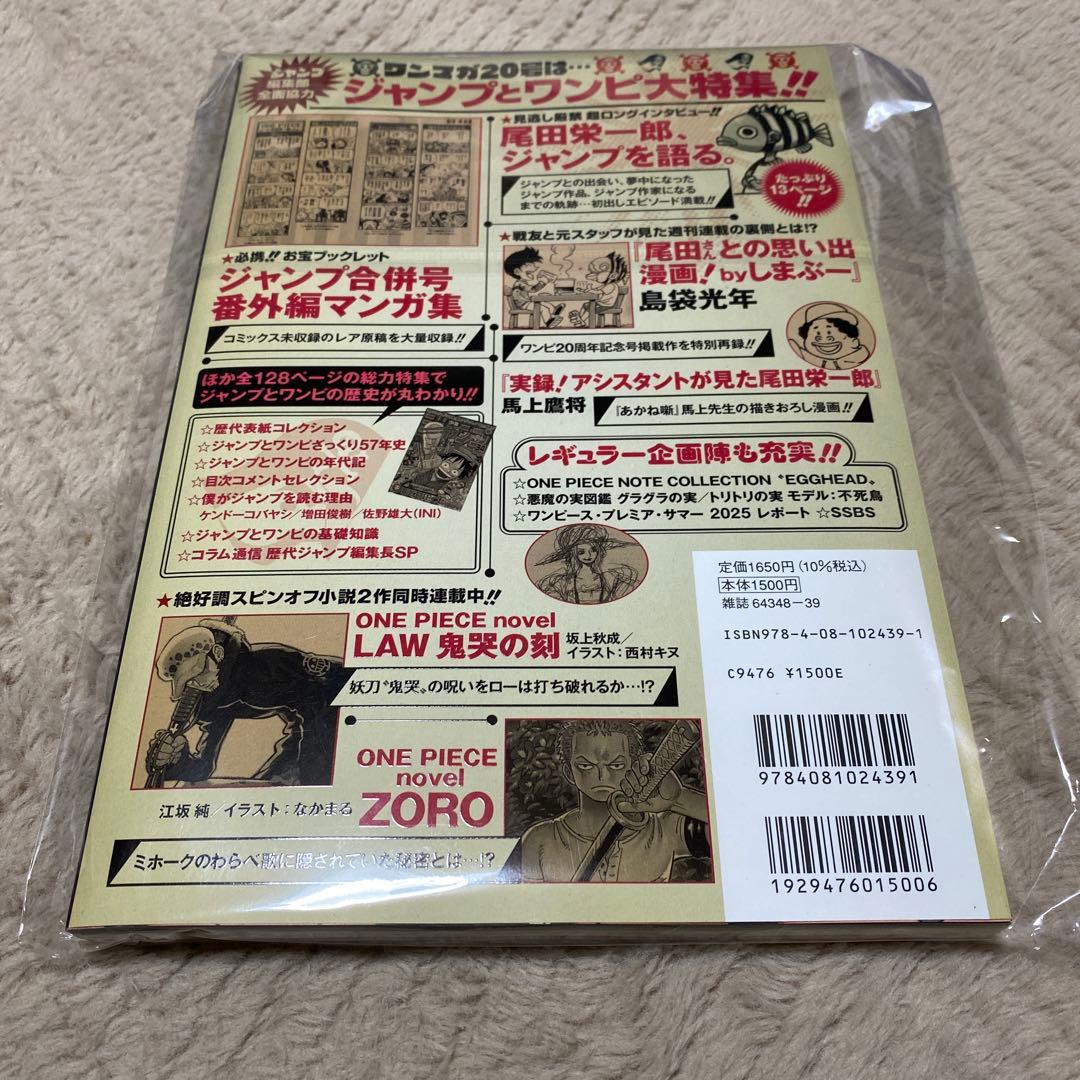 ジャンプ
編集部
全面協力
ワンマガ20号は…
ジャンプとワンピ大特集!!
★見逃し厳禁 超ロングインタビュー!!
尾田栄一郎、
ジャンプを語る。
ジャンプとの出会い、夢中になった
ジャンプ作品、ジャンプ作家になる
までの軌跡…初出しエピソード満載!!
たっぷり
13ページ
!!
★必携!! お宝ブックレット
ジャンプ合併号
番外編マンガ集
コミックス未収録のレア原稿を大量収録!!
★戦友と元スタッフが見た週刊連載の裏側とは!?
『尾田さんとの思い出
漫画!byしまぶー』
島袋光年
ワンピ20周年記念号掲載作を特別再録!!
『実録!アシスタントが見た尾田栄一郎』
馬上鷹将
『あかね噺』馬上先生の描きおろし漫画!!
ほか全128ページの総力特集で
ジャンプとワンピの歴史が丸わかり!!
☆歴代表紙コレクション
☆ジャンプとワンピざっくり57年史
☆ジャンプとワンピの年代記
☆目次コメントセレクション
☆僕がジャンプを読む理由
ケンドーコバヤシ/増田俊樹/佐野雄大(INI)
☆ジャンプとワンピの基礎知識
☆コラム通信 歴代ジャンプ編集長SP
レギュラー企画陣も充実!!
☆ONE PIECE NOTE COLLECTION 〝EGGHEAD〟
☆悪魔の実図鑑 グラグラの実/トリトリの実 モデル:不死鳥
☆ワンピース・プレミア・サマー 2025 レポート ☆SSBS
★絶好調スピンオフ小説2作同時連載中!!
ONE PIECE novel
LAW 鬼哭の刻
坂上秋成/
イラスト:西村キヌ
妖刀〝鬼哭〟の呪いをローは打ち破れるか…!?
ONE PIECE
novel
ZORO
江坂 純/イラスト:なかまる
ミホークのわらべ歌に隠されていた秘密とは…!?
定価1650円(10%税込)
本体1500円
雑誌 64348-39
ISBN978-4-08-102439-1
C9476 ¥1500E
9784081024391
1929476015006